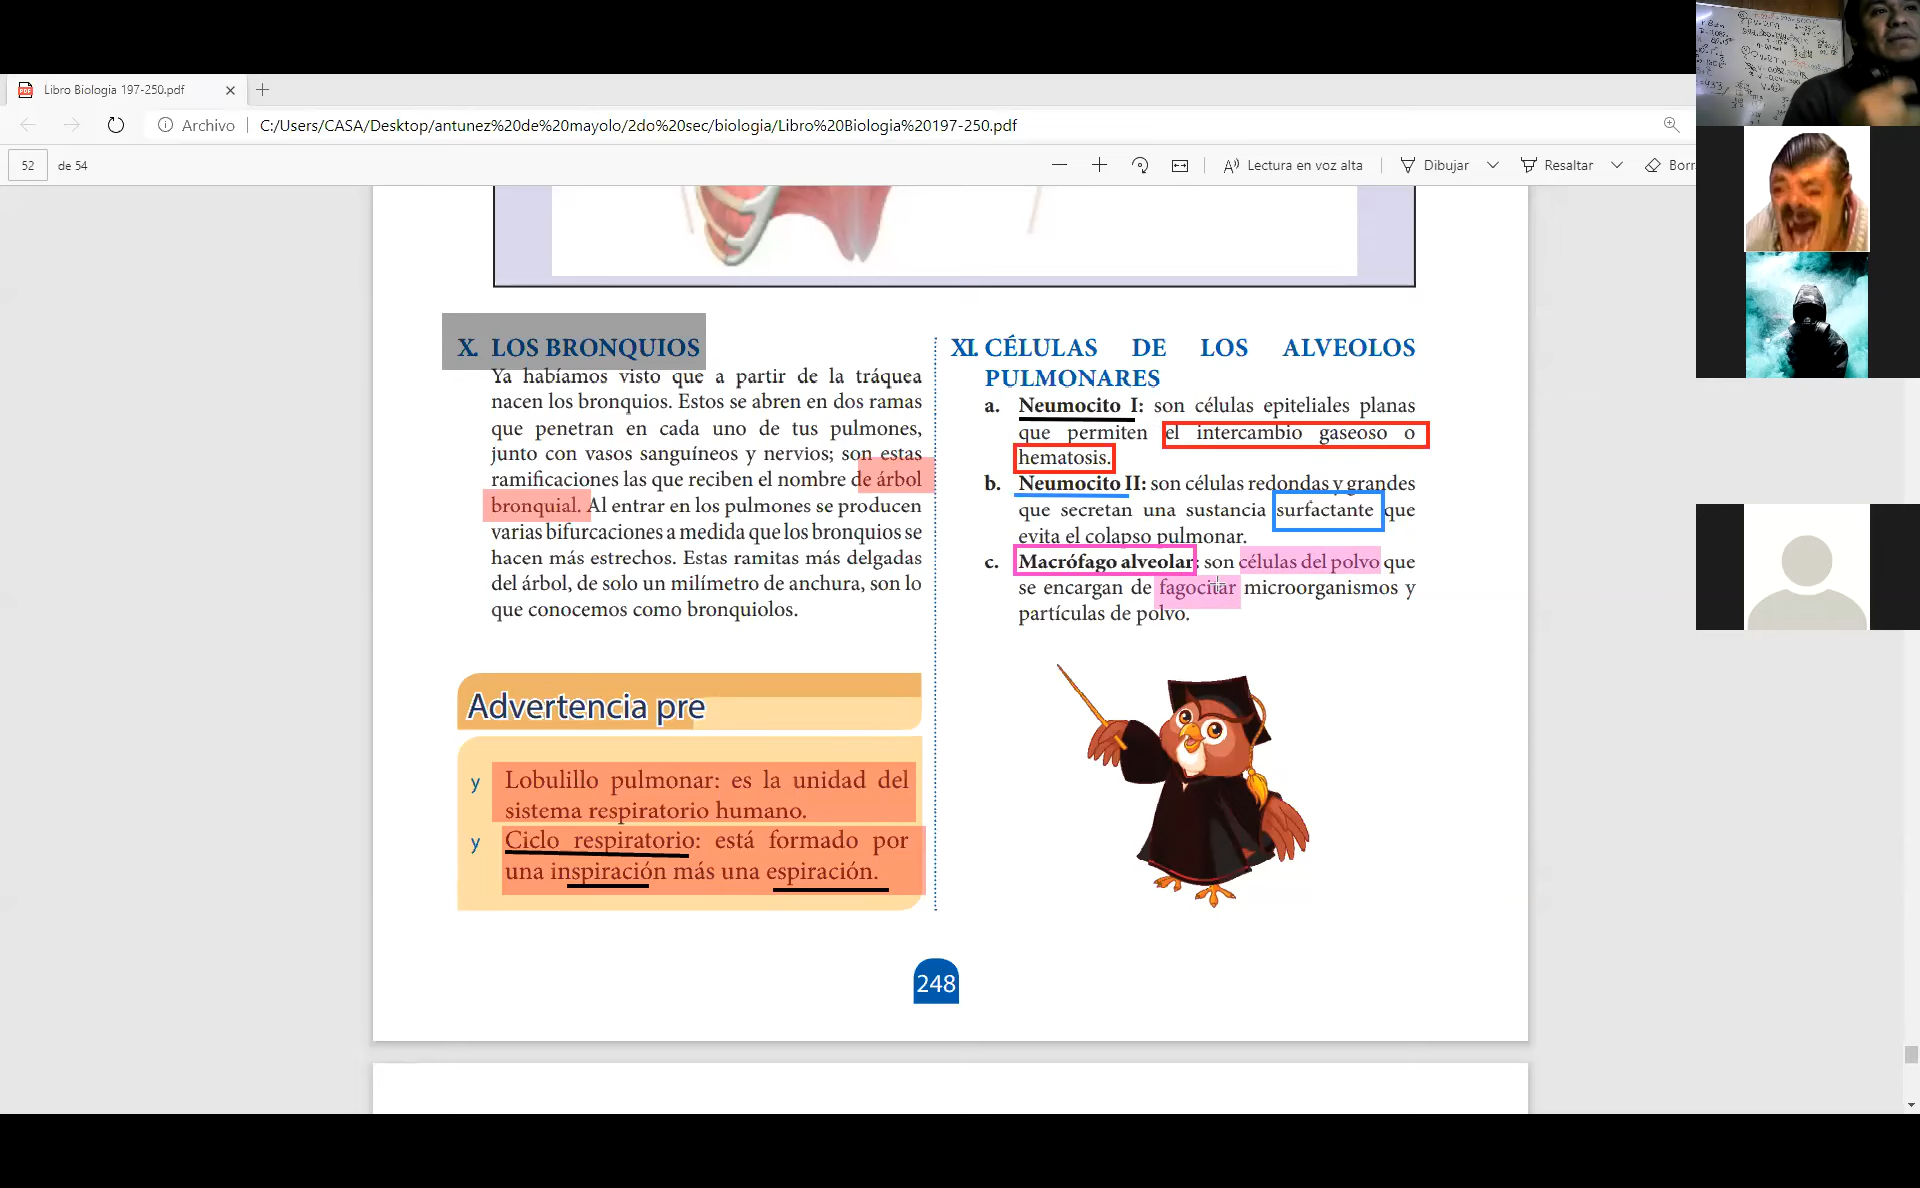 Libro Biologia 197-250.pdf
Archivo
C:/Users/CASA/Desktop/antunez%20de%20mayolo/2do%20sec/biologia/Libro%20Biologia%20197-250.pdf
52 de 54
Lectura en voz alta
Dibujar
Resaltar
Borr
X. LOS BRONQUIOS
Ya habíamos visto que a partir de la tráquea
nacen los bronquios. Estos se abren en dos ramas
que penetran en cada uno de tus pulmones,
junto con vasos sanguíneos y nervios; son estas
ramificaciones las que reciben el nombre de árbol
bronquial. Al entrar en los pulmones se producen
varias bifurcaciones a medida que los bronquios se
hacen más estrechos. Estas ramitas más delgadas
del árbol, de solo un milímetro de anchura, son lo
que conocemos como bronquiolos.
Advertencia pre
y Lobulillo pulmonar: es la unidad del
sistema respiratorio humano.
y Ciclo respiratorio: está formado por
una inspiración más una espiración.
XI. CÉLULAS DE LOS ALVEOLOS
PULMONARES
a. Neumocito I: son células epiteliales planas
que permiten el intercambio gaseoso o
hematosis.
b. Neumocito II: son células redondas y grandes
que secretan una sustancia surfactante que
evita el colapso pulmonar.
c. Macrófago alveolar: son células del polvo que
se encargan de fagocitar microorganismos y
partículas de polvo.
248